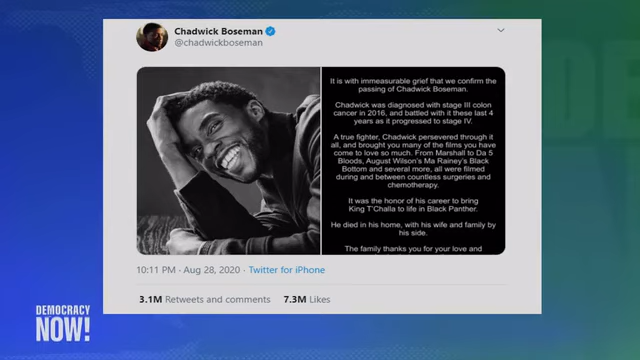 Chadwick Boseman
@chadwickboseman
It is with immeasurable grief that we confirm the
passing of Chadwick Boseman.
Chadwick was diagnosed with stage III colon
cancer in 2016, and battled with it these last 4
years as it progressed to stage IV.
A true fighter, Chadwick persevered through it
all, and brought you many of the films you have
come to love so much. From Marshall to Da 5
Bloods, August Wilson's Ma Rainey's Black
Bottom and several more, all were filmed
during and between countless surgeries and
chemotherapy.
It was the honor of his career to bring
King T'Challa to life in Black Panther.
He died in his home, with his wife and family by
his side.
The family thanks you for your love and
10:11 PM · Aug 28, 2020 · Twitter for iPhone
3.1M Retweets and comments 7.3M Likes
DEMOCRACY
NOW!